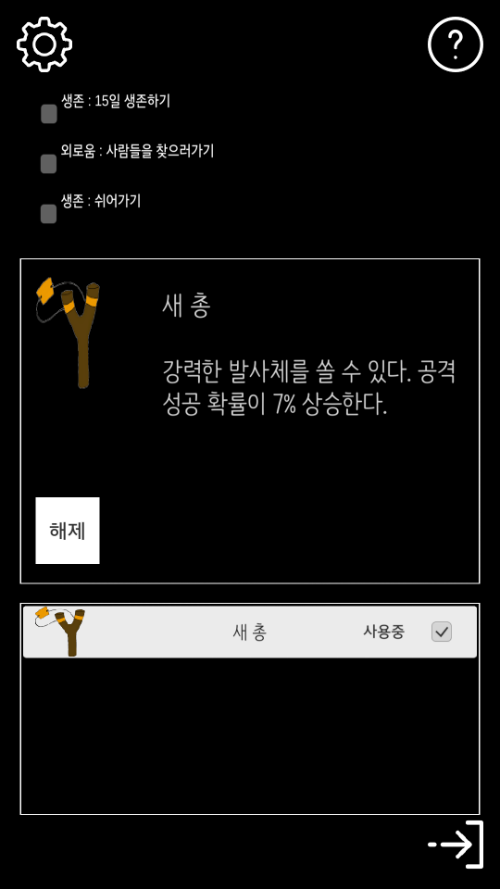 ?
생존 : 15일 생존하기
외로움 : 사람들을 찾으러가기
생존 : 쉬어가기
새 총
강력한 발사체를 쏠 수 있다. 공격
성공 확률이 7% 상승한다.
해제
새 총 사용중